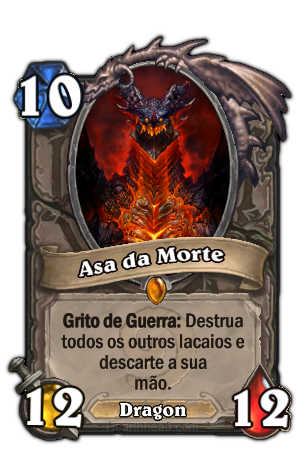 10
Asa da Morte
Grito de Guerra: Destrua
todos os outros lacaios e
descarte a sua
mão.
12
Dragon
12